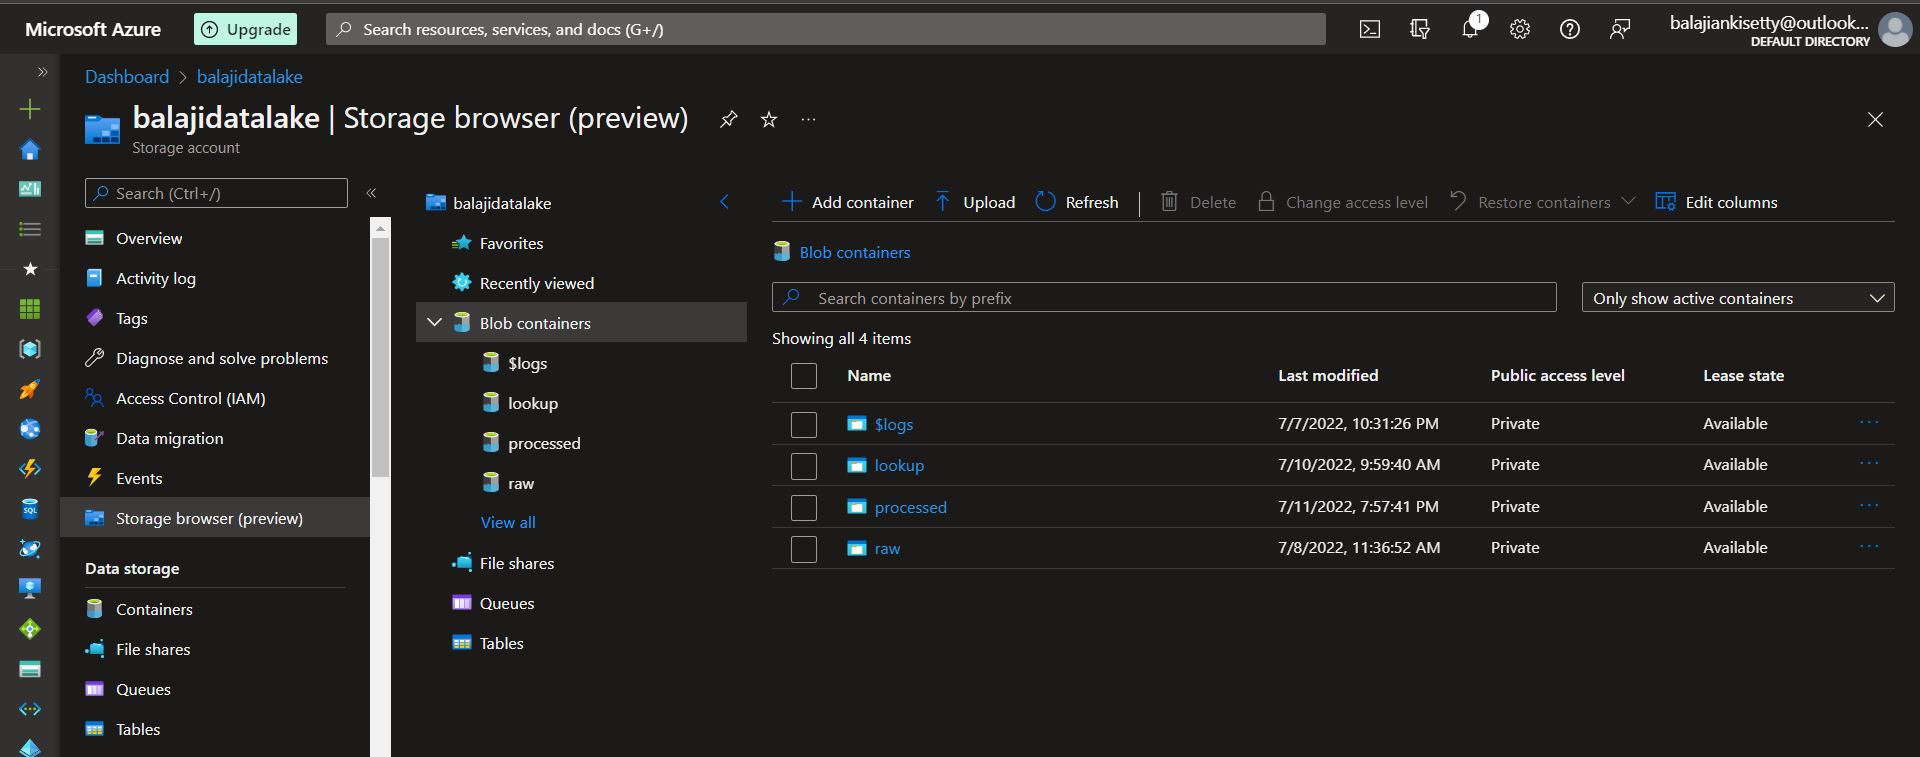 Microsoft Azure
Upgrade
Search resources, services, and docs (G+/)
1
balajiankisetty@outlook...
DEFAULT DIRECTORY
Dashboard > balajidatalake
balajidatalake | Storage browser (preview)
Storage account
Search (Ctrl+/)
Overview
Activity log
Tags
Diagnose and solve problems
Access Control (IAM)
Data migration
Events
Storage browser (preview)
Data storage
Containers
File shares
Queues
Tables
balajidatalake
Favorites
Recently viewed
Blob containers
$logs
lookup
processed
raw
View all
File shares
Queues
Tables
Add container Upload Refresh Delete Change access level Restore containers Edit columns
Blob containers
Search containers by prefix
Only show active containers
Showing all 4 items
Name Last modified Public access level Lease state
$logs 7/7/2022, 10:31:26 PM Private Available
lookup 7/10/2022, 9:59:40 AM Private Available
processed 7/11/2022, 7:57:41 PM Private Available
raw 7/8/2022, 11:36:52 AM Private Available
SQL